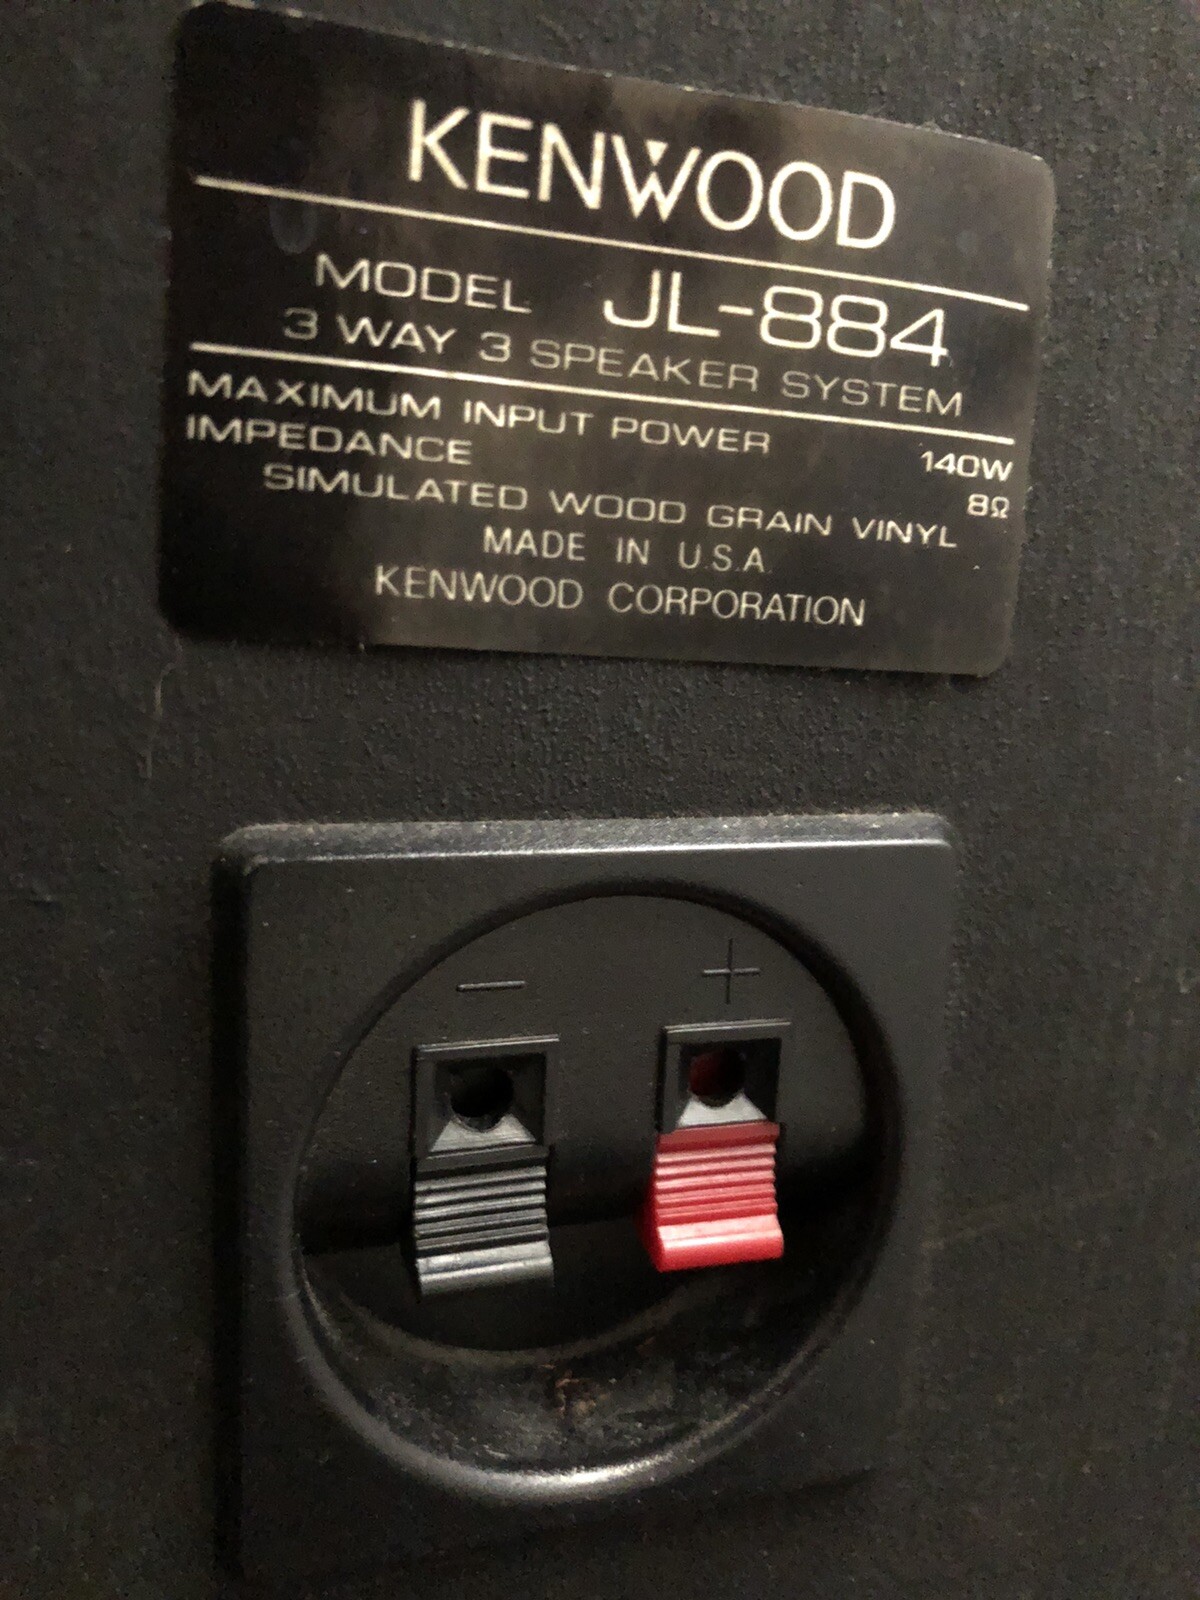 KENWOOD
MODEL JL-884
3 WAY 3 SPEAKER SYSTEM
MAXIMUM INPUT POWER 140W
IMPEDANCE 8Ω
SIMULATED WOOD GRAIN VINYL
MADE IN U.S.A.
KENWOOD CORPORATION
— +